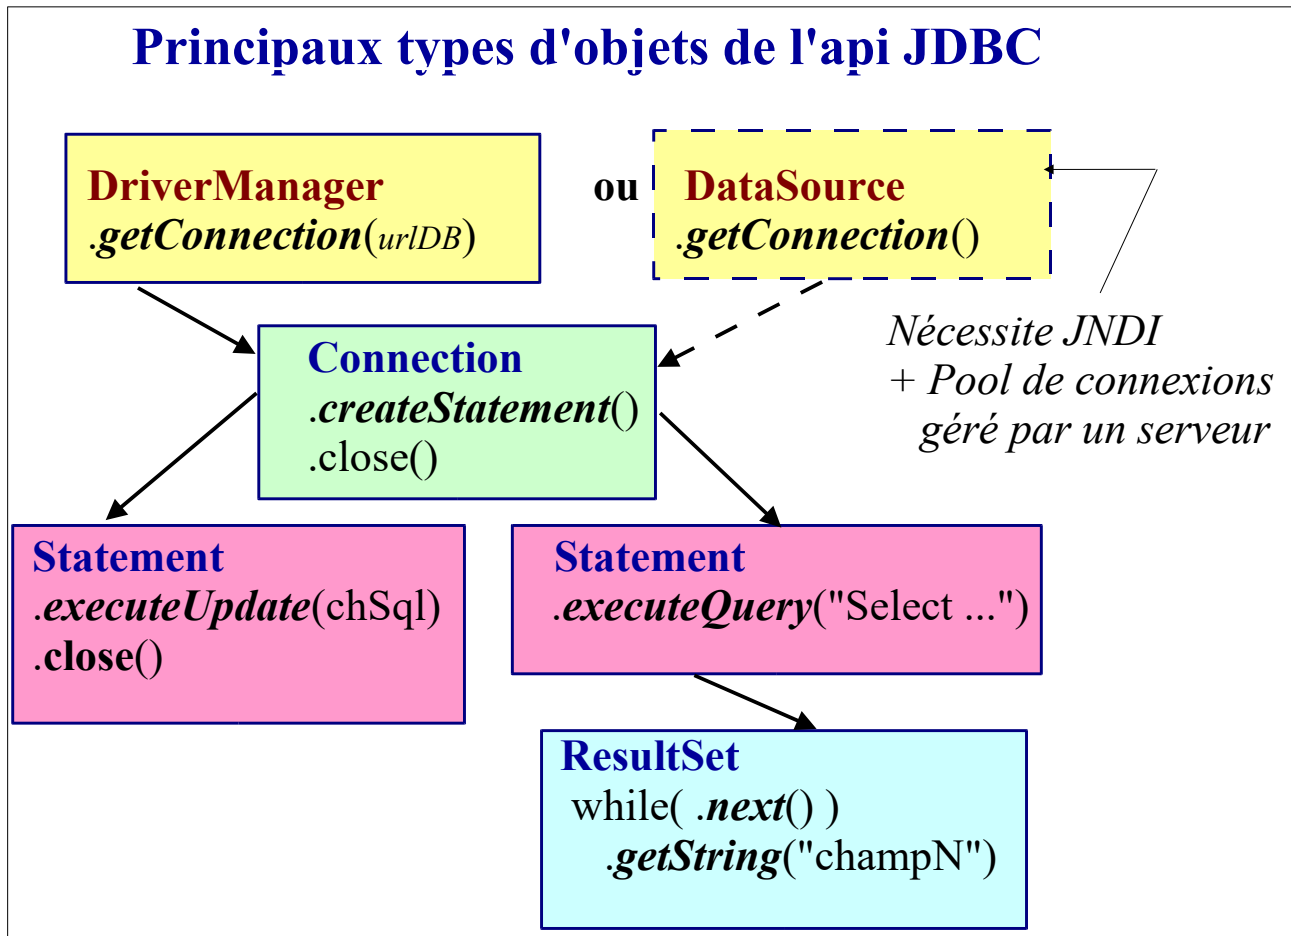 Principaux types d'objets de l'api JDBC
DriverManager
.getConnection(urlDB)
ou
DataSource
.getConnection()
Nécessite JNDI
+ Pool de connexions
géré par un serveur
Connection
.createStatement()
.close()
Statement
.executeUpdate(chSql)
.close()
Statement
.executeQuery("Select ...")
ResultSet
while( .next() )
.getString("champN")